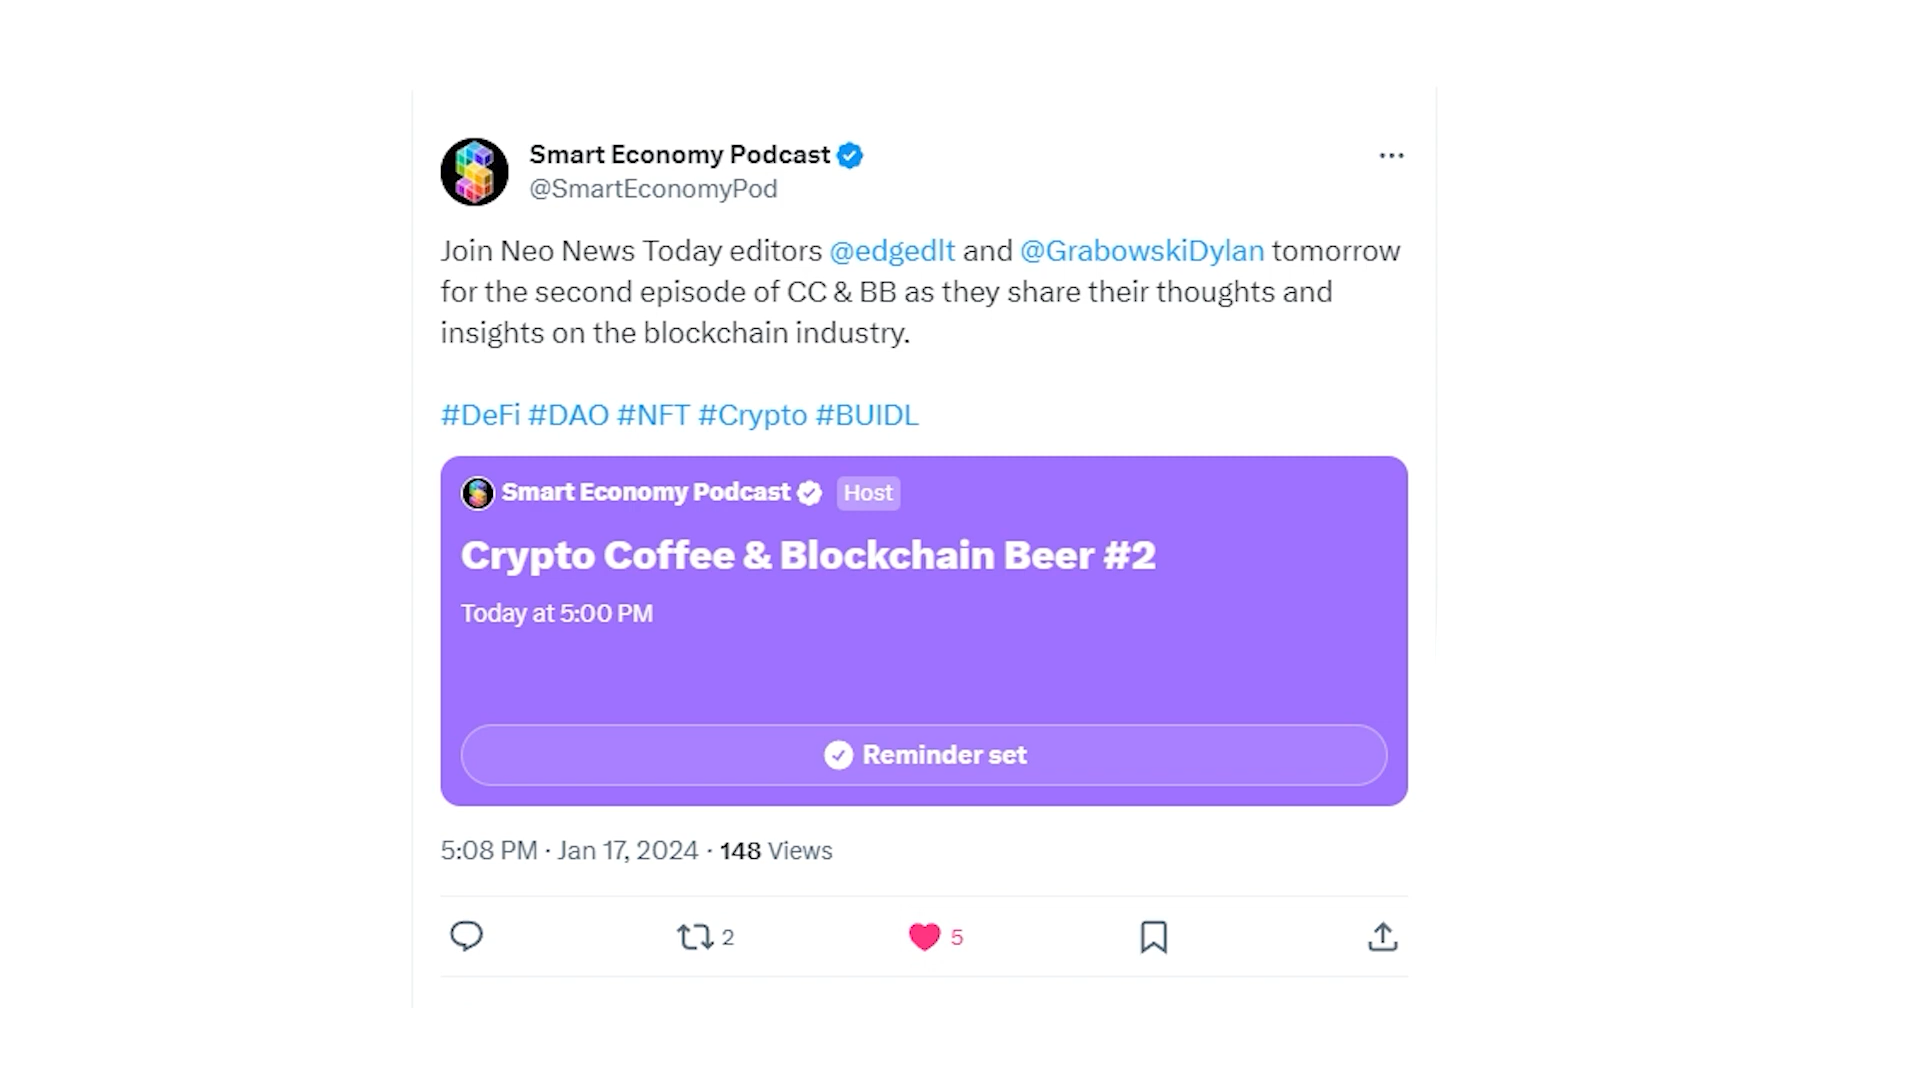 Smart Economy Podcast
@SmartEconomyPod
Join Neo News Today editors @edgedlt and @GrabowskiDylan tomorrow
for the second episode of CC & BB as they share their thoughts and
insights on the blockchain industry.
#DeFi #DAO #NFT #Crypto #BUIDL
Smart Economy Podcast Host
Crypto Coffee & Blockchain Beer #2
Today at 5:00 PM
Reminder set
5:08 PM · Jan 17, 2024 · 148 Views
2 5